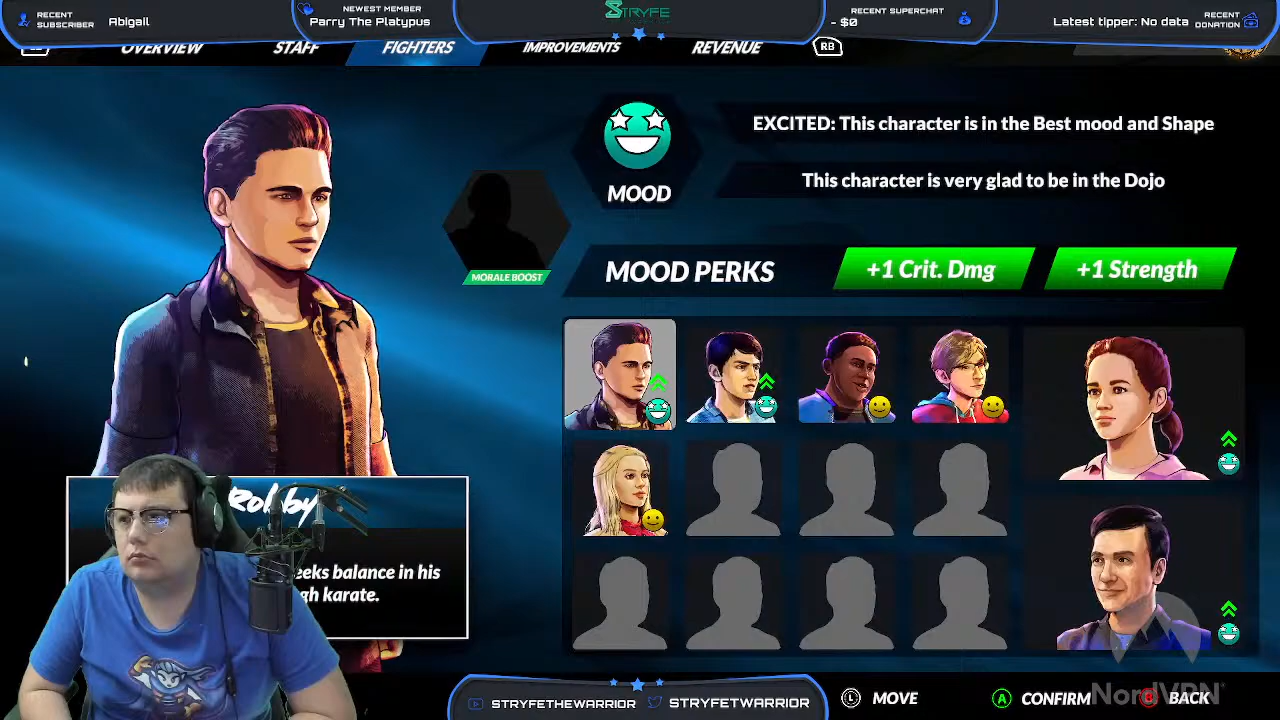 RECENT
SUBSCRIBER
Abigail
NEWEST MEMBER
Parry The Platypus
STRYFE
- $0
RECENT SUPERCHAT
Latest tipper: No data
RECENT
DONATION
OVERVIEW
STAFF
FIGHTERS
IMPROVEMENTS
REVENUE
RB
EXCITED: This character is in the Best mood and Shape
This character is very glad to be in the Dojo
MOOD
MORALE BOOST
MOOD PERKS
+1 Crit. Dmg
+1 Strength
Robby
eeks balance in his
gh karate.
STRYFETHEWARRIOR
STRYFETWARRIOR
L MOVE
A CONFIRM
B BACK
NordVPN